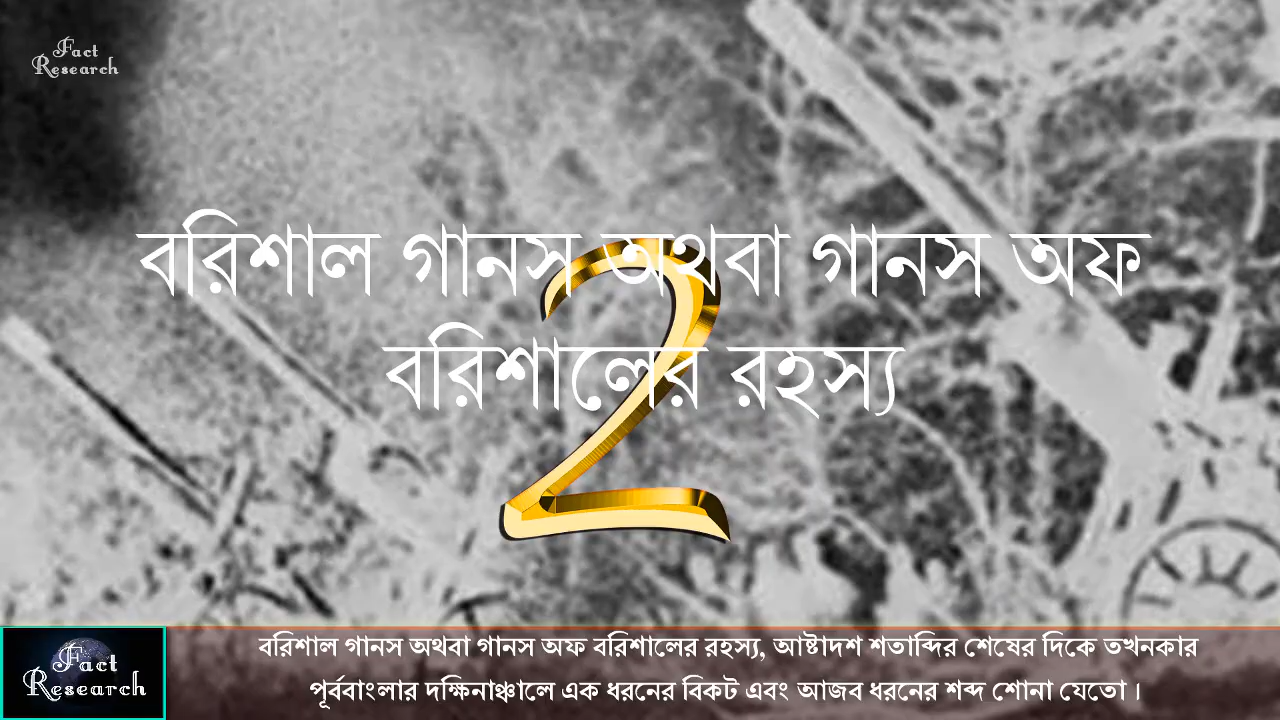 Fact
Research
বরিশাল গানস অথবা গানস অফ
বরিশালের রহস্য
2
Fact
Research
বরিশাল গানস অথবা গানস অফ বরিশালের রহস্য, আষ্টাদশ শতাব্দির শেষের দিকে তখনকার
পূর্ববাংলার দক্ষিনাঞ্চালে এক ধরনের বিকট এবং আজব ধরনের শব্দ শোনা যেতো।